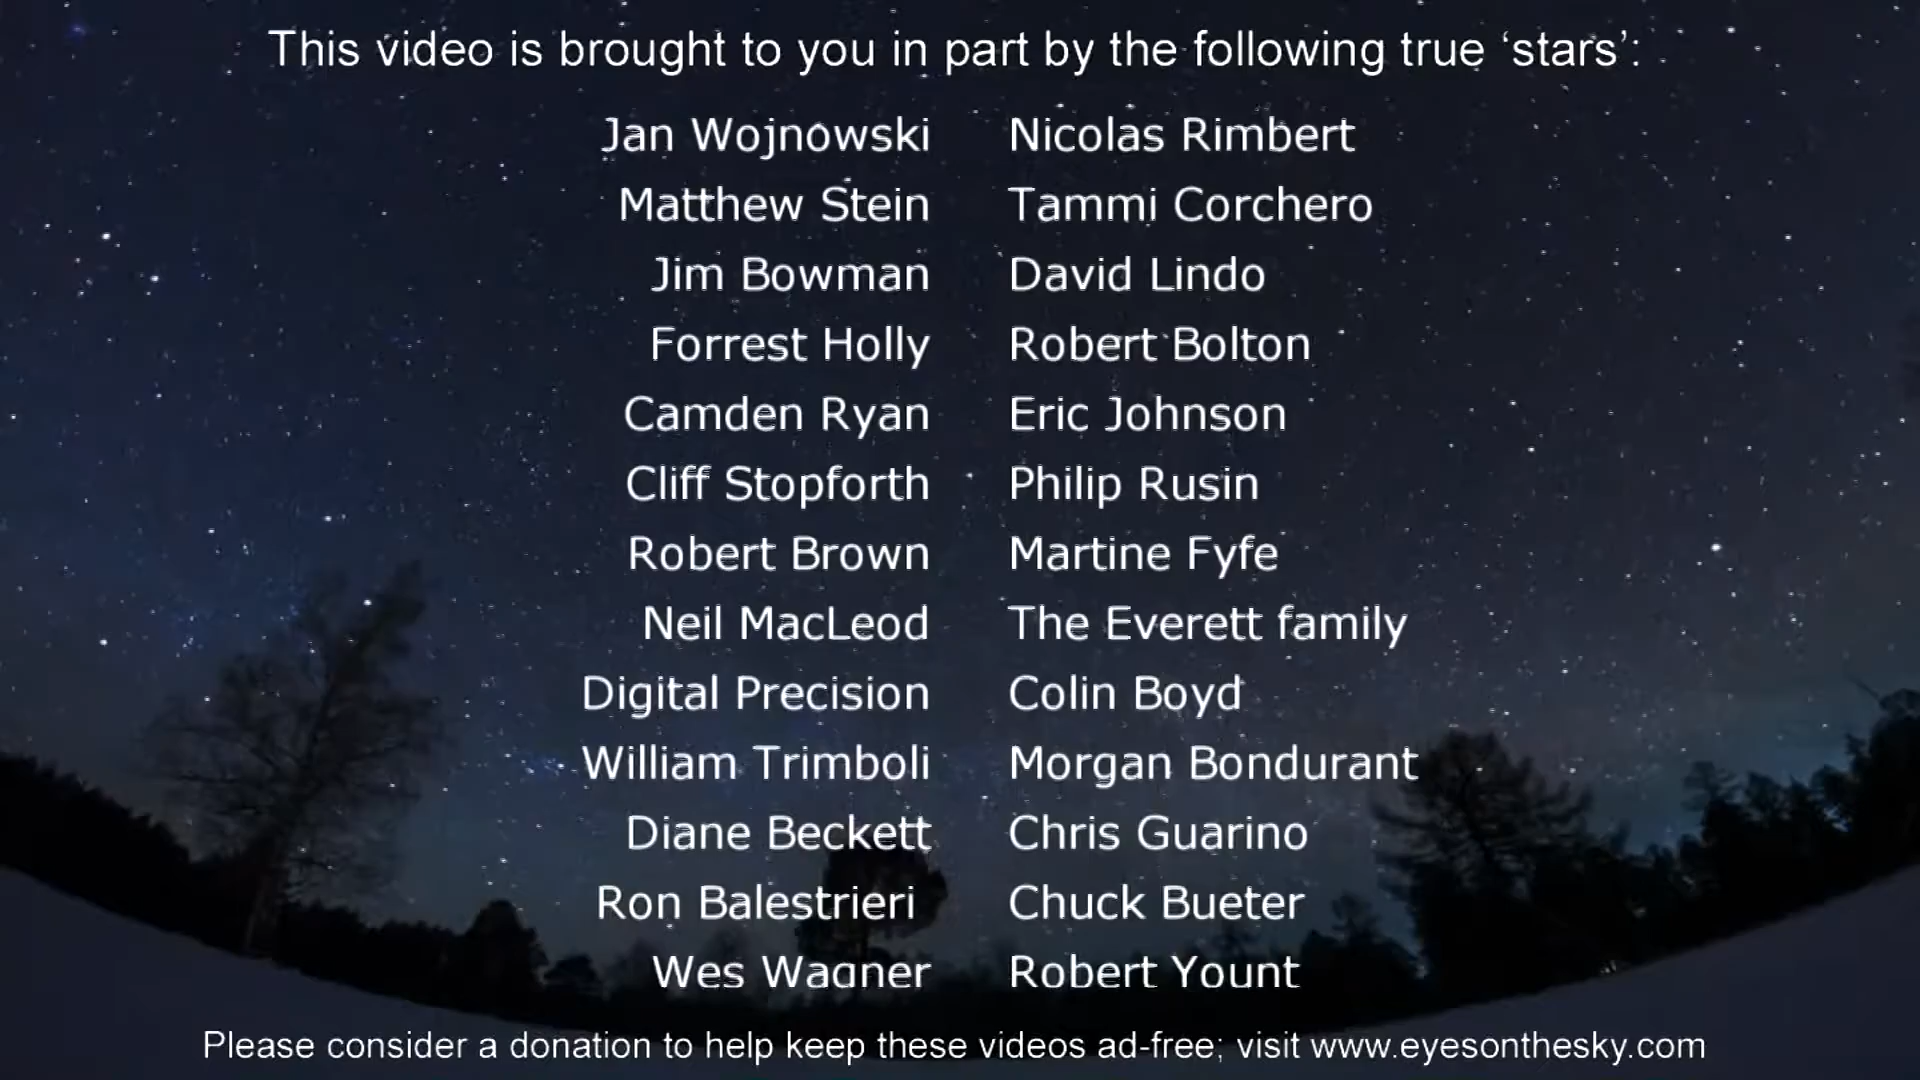 This video is brought to you in part by the following true ‘stars’:
Jan Wojnowski Nicolas Rimbert
Matthew Stein Tammi Corchero
Jim Bowman David Lindo
Forrest Holly Robert Bolton
Camden Ryan Eric Johnson
Cliff Stopforth Philip Rusin
Robert Brown Martine Fyfe
Neil MacLeod The Everett family
Digital Precision Colin Boyd
William Trimboli Morgan Bondurant
Diane Beckett Chris Guarino
Ron Balestrieri Chuck Bueter
Wes Wagner Robert Yount
Please consider a donation to help keep these videos ad-free; visit www.eyesonthesky.com